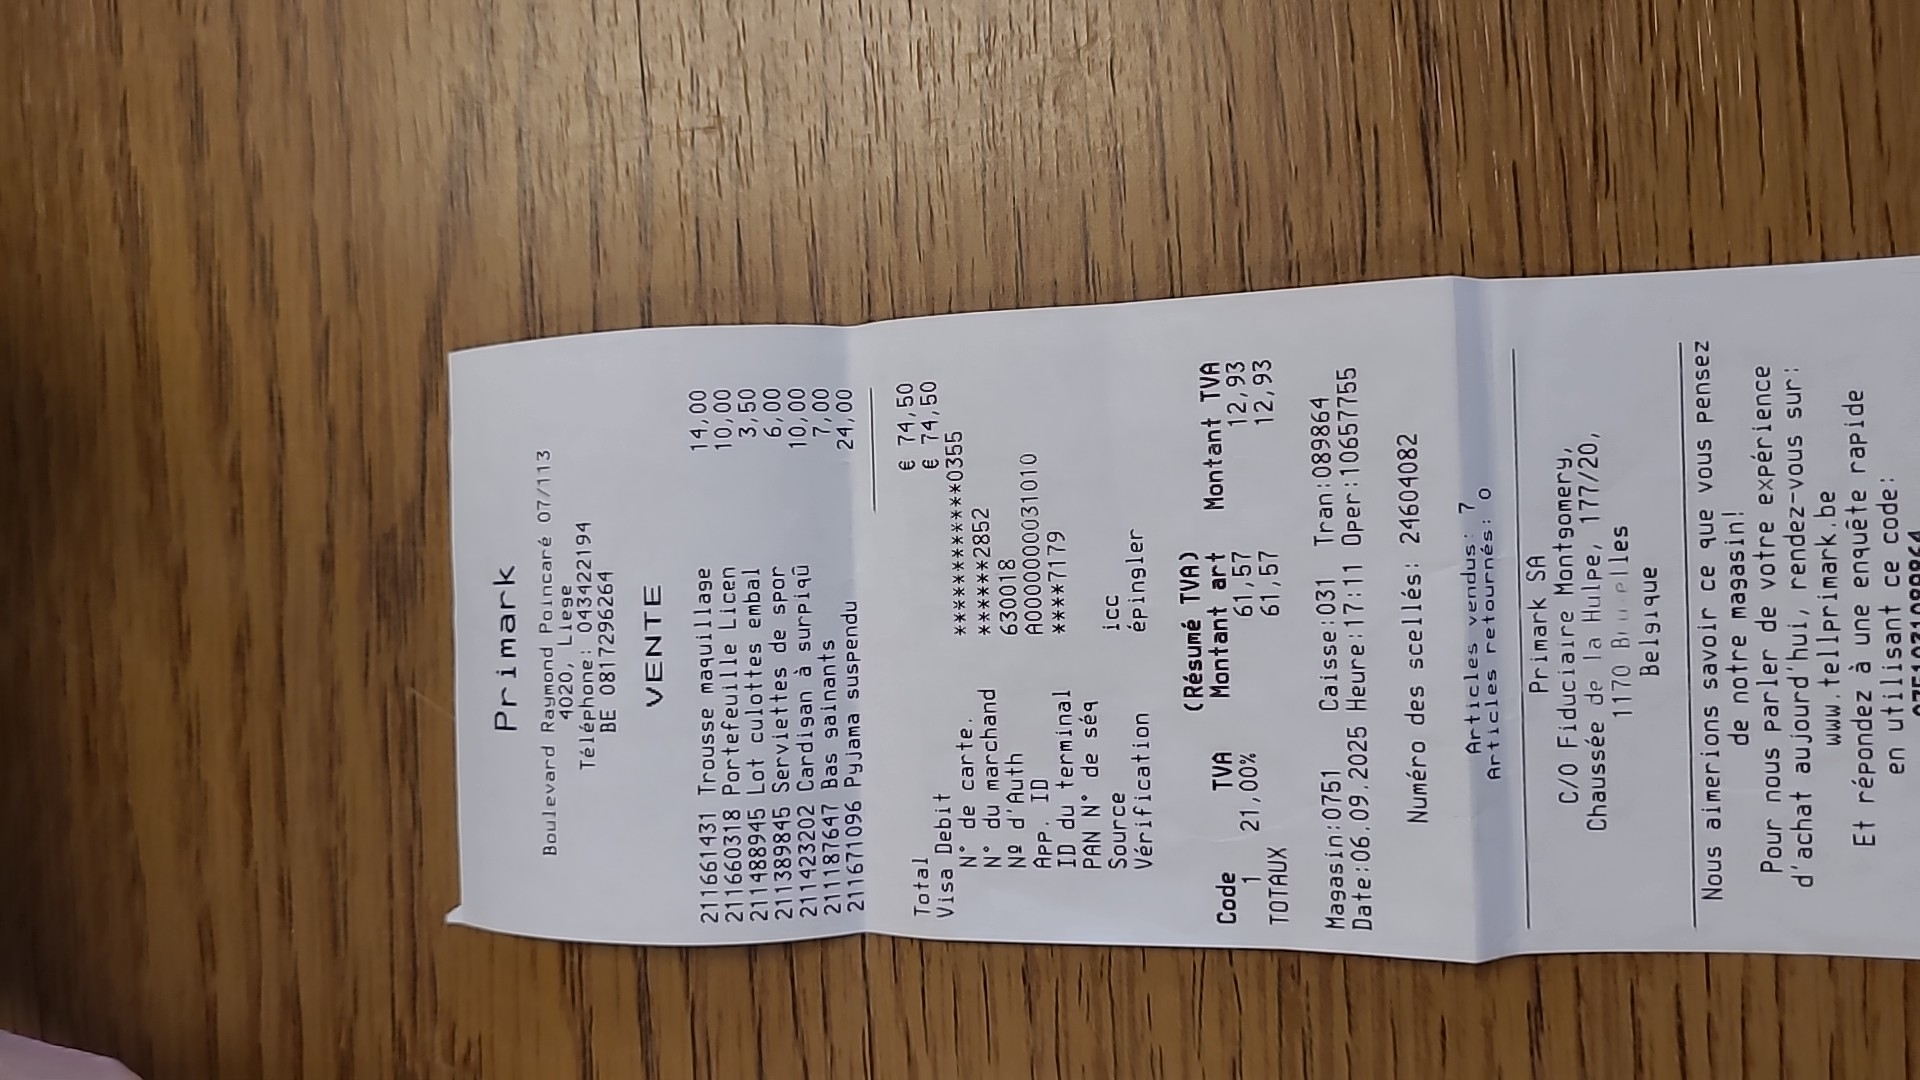 Primark
Boulevard Raymond Poincaré 07/13
4020, Liege
Téléphone: 043422194
BE 0817296264
VENTE
211661431 Trousse maquillage 14,00
211660318 Portefeuille Licen 10,00
211488945 Lot culottes embal 3,50
211389845 Serviettes de spor 6,00
211423202 Cardigan à surpiqû 10,00
211187647 Bas gainants 7,00
211671096 Pyjama suspendu 24,00
Total € 74,50
Visa Debit € 74,50
N° de carte. ************0355
N° du marchand ******2852
Nº d'Auth 630018
App. ID A0000000031010
ID du terminal ****7179
PAN N° de séq
Source icc
Vérification épingler
(Résumé TVA)
Code TVA Montant art Montant TVA
1 21,00% 61,57 12,93
TOTAUX 61,57 12,93
Magasin:0751 Caisse:031 Tran:089864
Date:06.09.2025 Heure:17:11 Oper:10657755
Numéro des scellés: 24604082
Articles vendus: 7
Articles retournés: 0
Primark SA
C/O Fiduciaire Montgomery,
Chaussée de la Hulpe, 177/20,
1170 Bruxelles
Belgique
Nous aimerions savoir ce que vous pensez
de notre magasin!
Pour nous parler de votre expérience
d'achat aujourd'hui, rendez-vous sur:
www.tellprimark.be
Et répondez à une enquête rapide
en utilisant ce code: